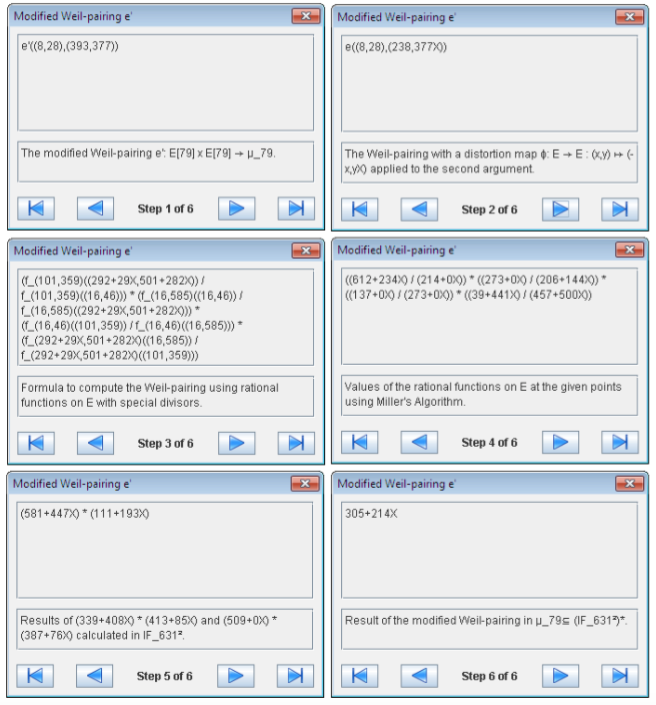 Modified Weil-pairing e'
e'((8,28),(393,377))
The modified Weil-pairing e': E[79] x E[79] → μ_79.
Step 1 of 6
Modified Weil-pairing e'
e((8,28),(238,377X))
The Weil-pairing with a distortion map ϕ: E → E : (x,y) ↦ (-
x,yX) applied to the second argument.
Step 2 of 6
Modified Weil-pairing e'
(f_(101,359)((292+29X,501+282X)) /
f_(101,359)((16,46))) * (f_(16,585)((16,46)) /
f_(16,585)((292+29X,501+282X))) *
(f_(16,46)((101,359)) / f_(16,46)((16,585))) *
(f_(292+29X,501+282X)((16,585)) /
f_(292+29X,501+282X)((101,359)))
Formula to compute the Weil-pairing using rational
functions on E with special divisors.
Step 3 of 6
Modified Weil-pairing e'
((612+234X) / (214+0X)) * ((273+0X) / (206+144X)) *
((137+0X) / (273+0X)) * ((39+441X) / (457+500X))
Values of the rational functions on E at the given points
using Miller's Algorithm.
Step 4 of 6
Modified Weil-pairing e'
(581+447X) * (111+193X)
Results of (339+408X) * (413+85X) and (509+0X) *
(387+76X) calculated in IF_631².
Step 5 of 6
Modified Weil-pairing e'
305+214X
Result of the modified Weil-pairing in μ_79⊆ (IF_631²)*.
Step 6 of 6